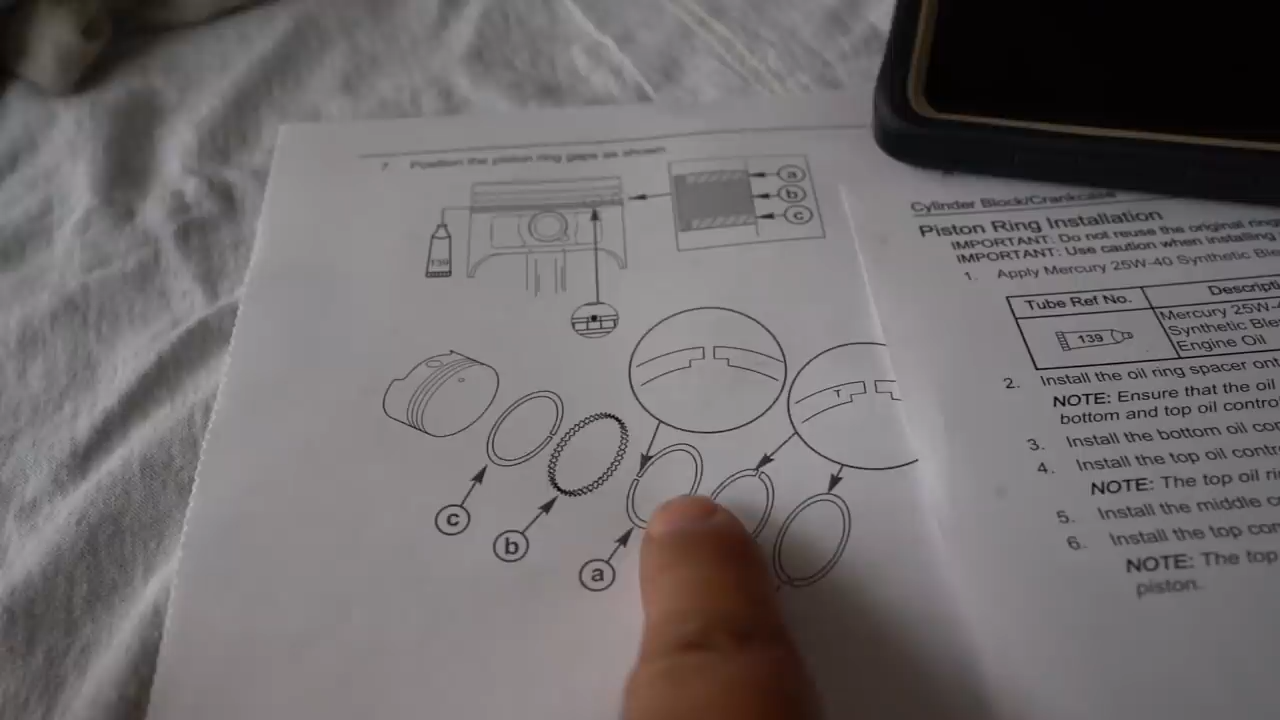 7. Position the piston ring gaps as shown
a
b
c
139
T
c
b
a
Cylinder Block/Crankcase
Piston Ring Installation
IMPORTANT: Do not reuse the original ring
IMPORTANT: Use caution when installing
1. Apply Mercury 25W-40 Synthetic Ble
Tube Ref No.
Descripti
139
Mercury 25W-
Synthetic Ble
Engine Oil
2. Install the oil ring spacer ont
NOTE: Ensure that the oil
bottom and top oil contro
3. Install the bottom oil con
4. Install the top oil contr
NOTE: The top oil ri
5. Install the middle c
6. Install the top com
NOTE: The top
piston.